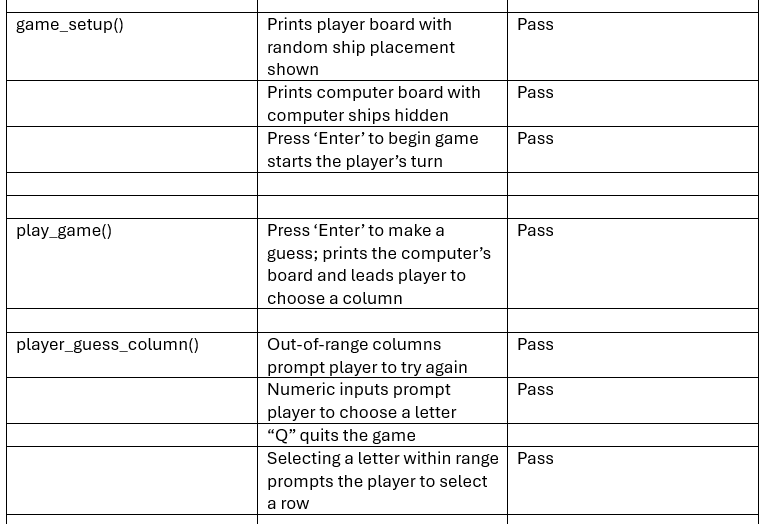 game_setup() Prints player board with Pass
random ship placement
shown
Prints computer board with Pass
computer ships hidden
Press ‘Enter’ to begin game Pass
starts the player’s turn
play_game() Press ‘Enter’ to make a Pass
guess; prints the computer’s
board and leads player to
choose a column
player_guess_column() Out-of-range columns Pass
prompt player to try again
Numeric inputs prompt Pass
player to choose a letter
“Q” quits the game
Selecting a letter within range Pass
prompts the player to select
a row